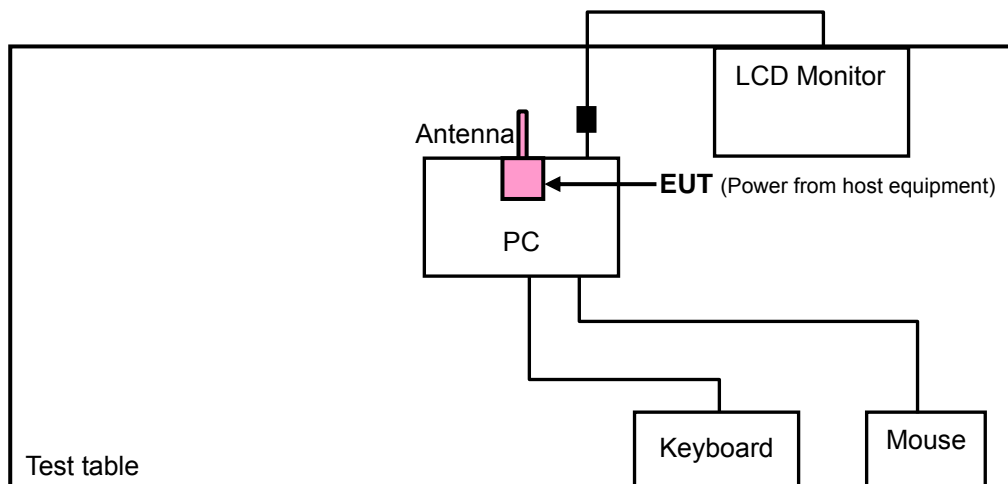 LCD Monitor
Antenna
EUT (Power from host equipment)
PC
Keyboard
Mouse
Test table